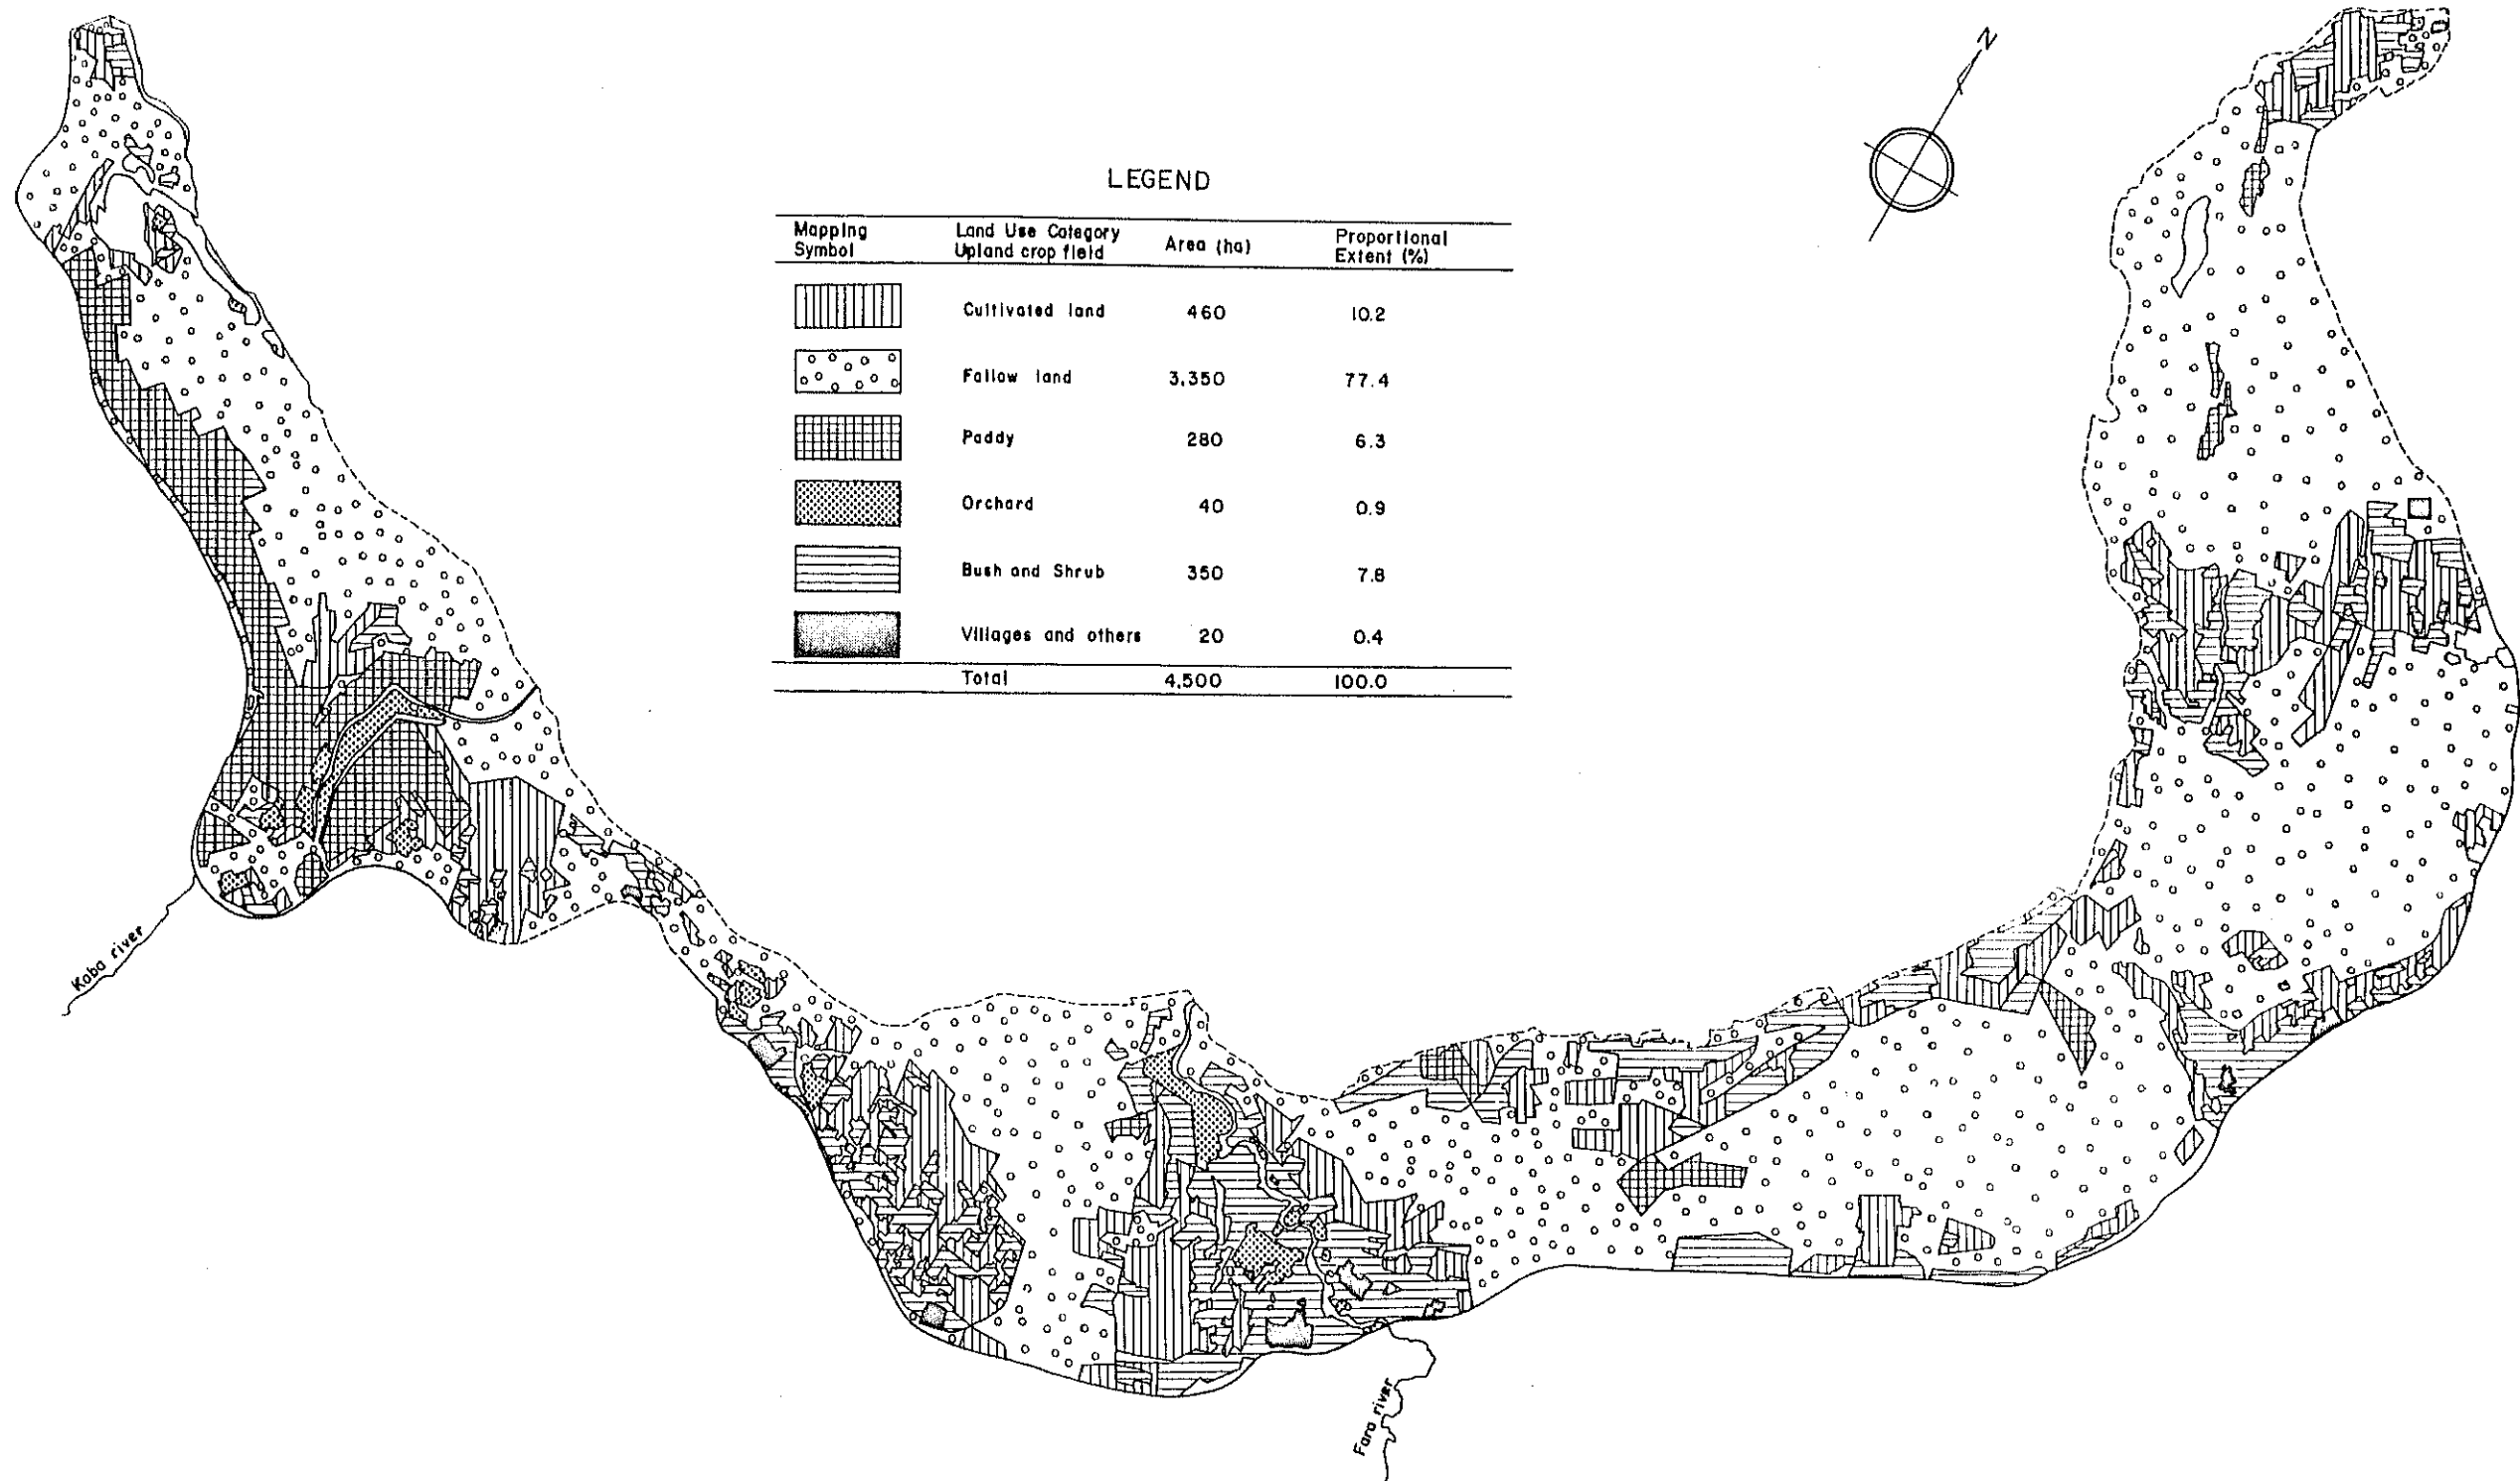 N
LEGEND
Mapping Symbol Land Use Category Upland crop field Area (ha) Proportional Extent (%)
Cultivated land 460 10.2
Fallow land 3,350 77.4
Paddy 280 6.3
Orchard 40 0.9
Bush and Shrub 350 7.8
Villages and others 20 0.4
Total 4,500 100.0
Kaba river
Fara river